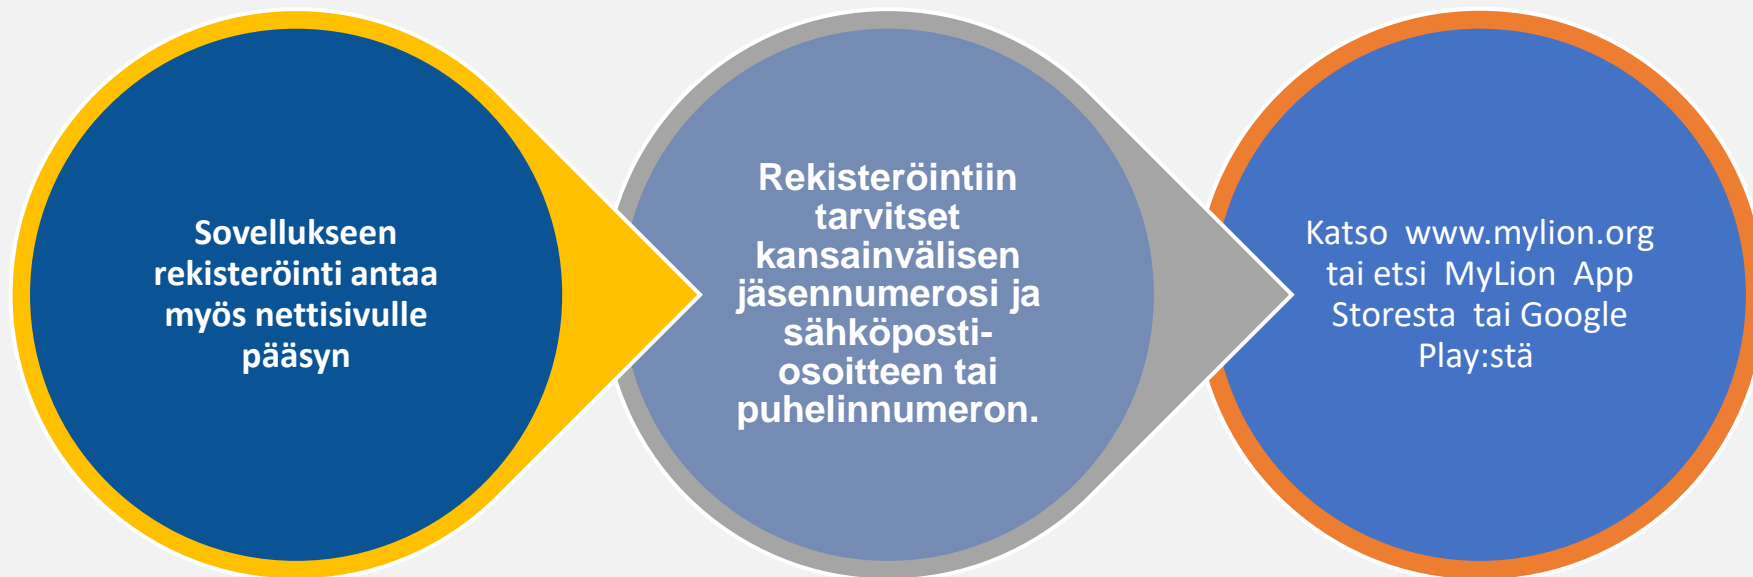 Sovellukseen
rekisteröinti antaa
myös nettisivulle
pääsyn
Rekisteröintiin
tarvitset
kansainvälisen
jäsennumerosi ja
sähköposti-
osoitteen tai
puhelinnumeron.
Katso www.mylion.org
tai etsi MyLion App
Storesta tai Google
Play:stä